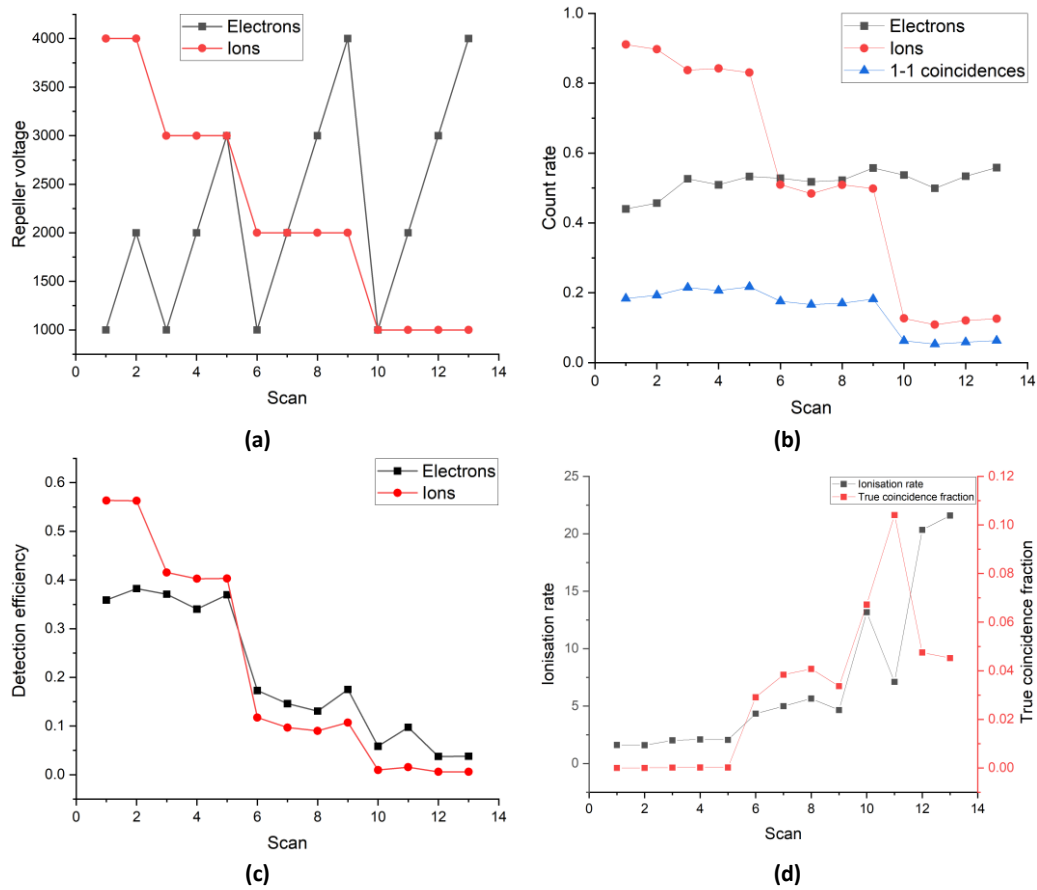 Electrons
Ions
4000
3500
3000
2500
2000
1500
1000
Repeller voltage
0 2 4 6 8 10 12 14
Scan
(a)
Electrons
Ions
1-1 coincidences
1.0
0.8
0.6
0.4
0.2
0.0
Count rate
0 2 4 6 8 10 12 14
Scan
(b)
Electrons
Ions
0.6
0.5
0.4
0.3
0.2
0.1
0.0
Detection efficiency
0 2 4 6 8 10 12 14
Scan
(c)
Ionisation rate
True coincidence fraction
25
20
15
10
5
0
Ionisation rate
0.12
0.10
0.08
0.06
0.04
0.02
0.00
True coincidence fraction
0 2 4 6 8 10 12 14
Scan
(d)